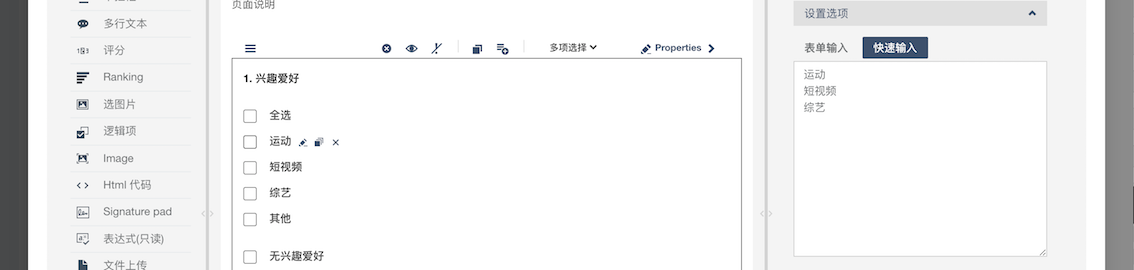 页面说明
多行文本
评分
Ranking
选图片
逻辑项
Image
Html 代码
Signature pad
表达式(只读)
文件上传
多项选择
Properties
1. 兴趣爱好
全选
运动
短视频
综艺
其他
无兴趣爱好
设置选项
表单输入 快速输入
运动
短视频
综艺